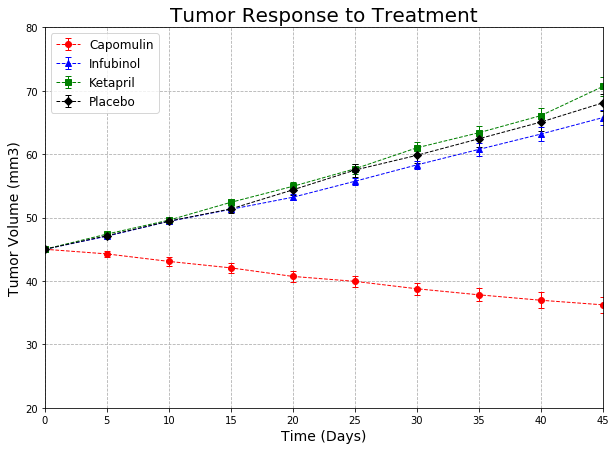 Tumor Response to Treatment
Capomulin
Infubinol
Ketapril
Placebo
80
70
60
50
40
30
20
Tumor Volume (mm3)
0 5 10 15 20 25 30 35 40 45
Time (Days)